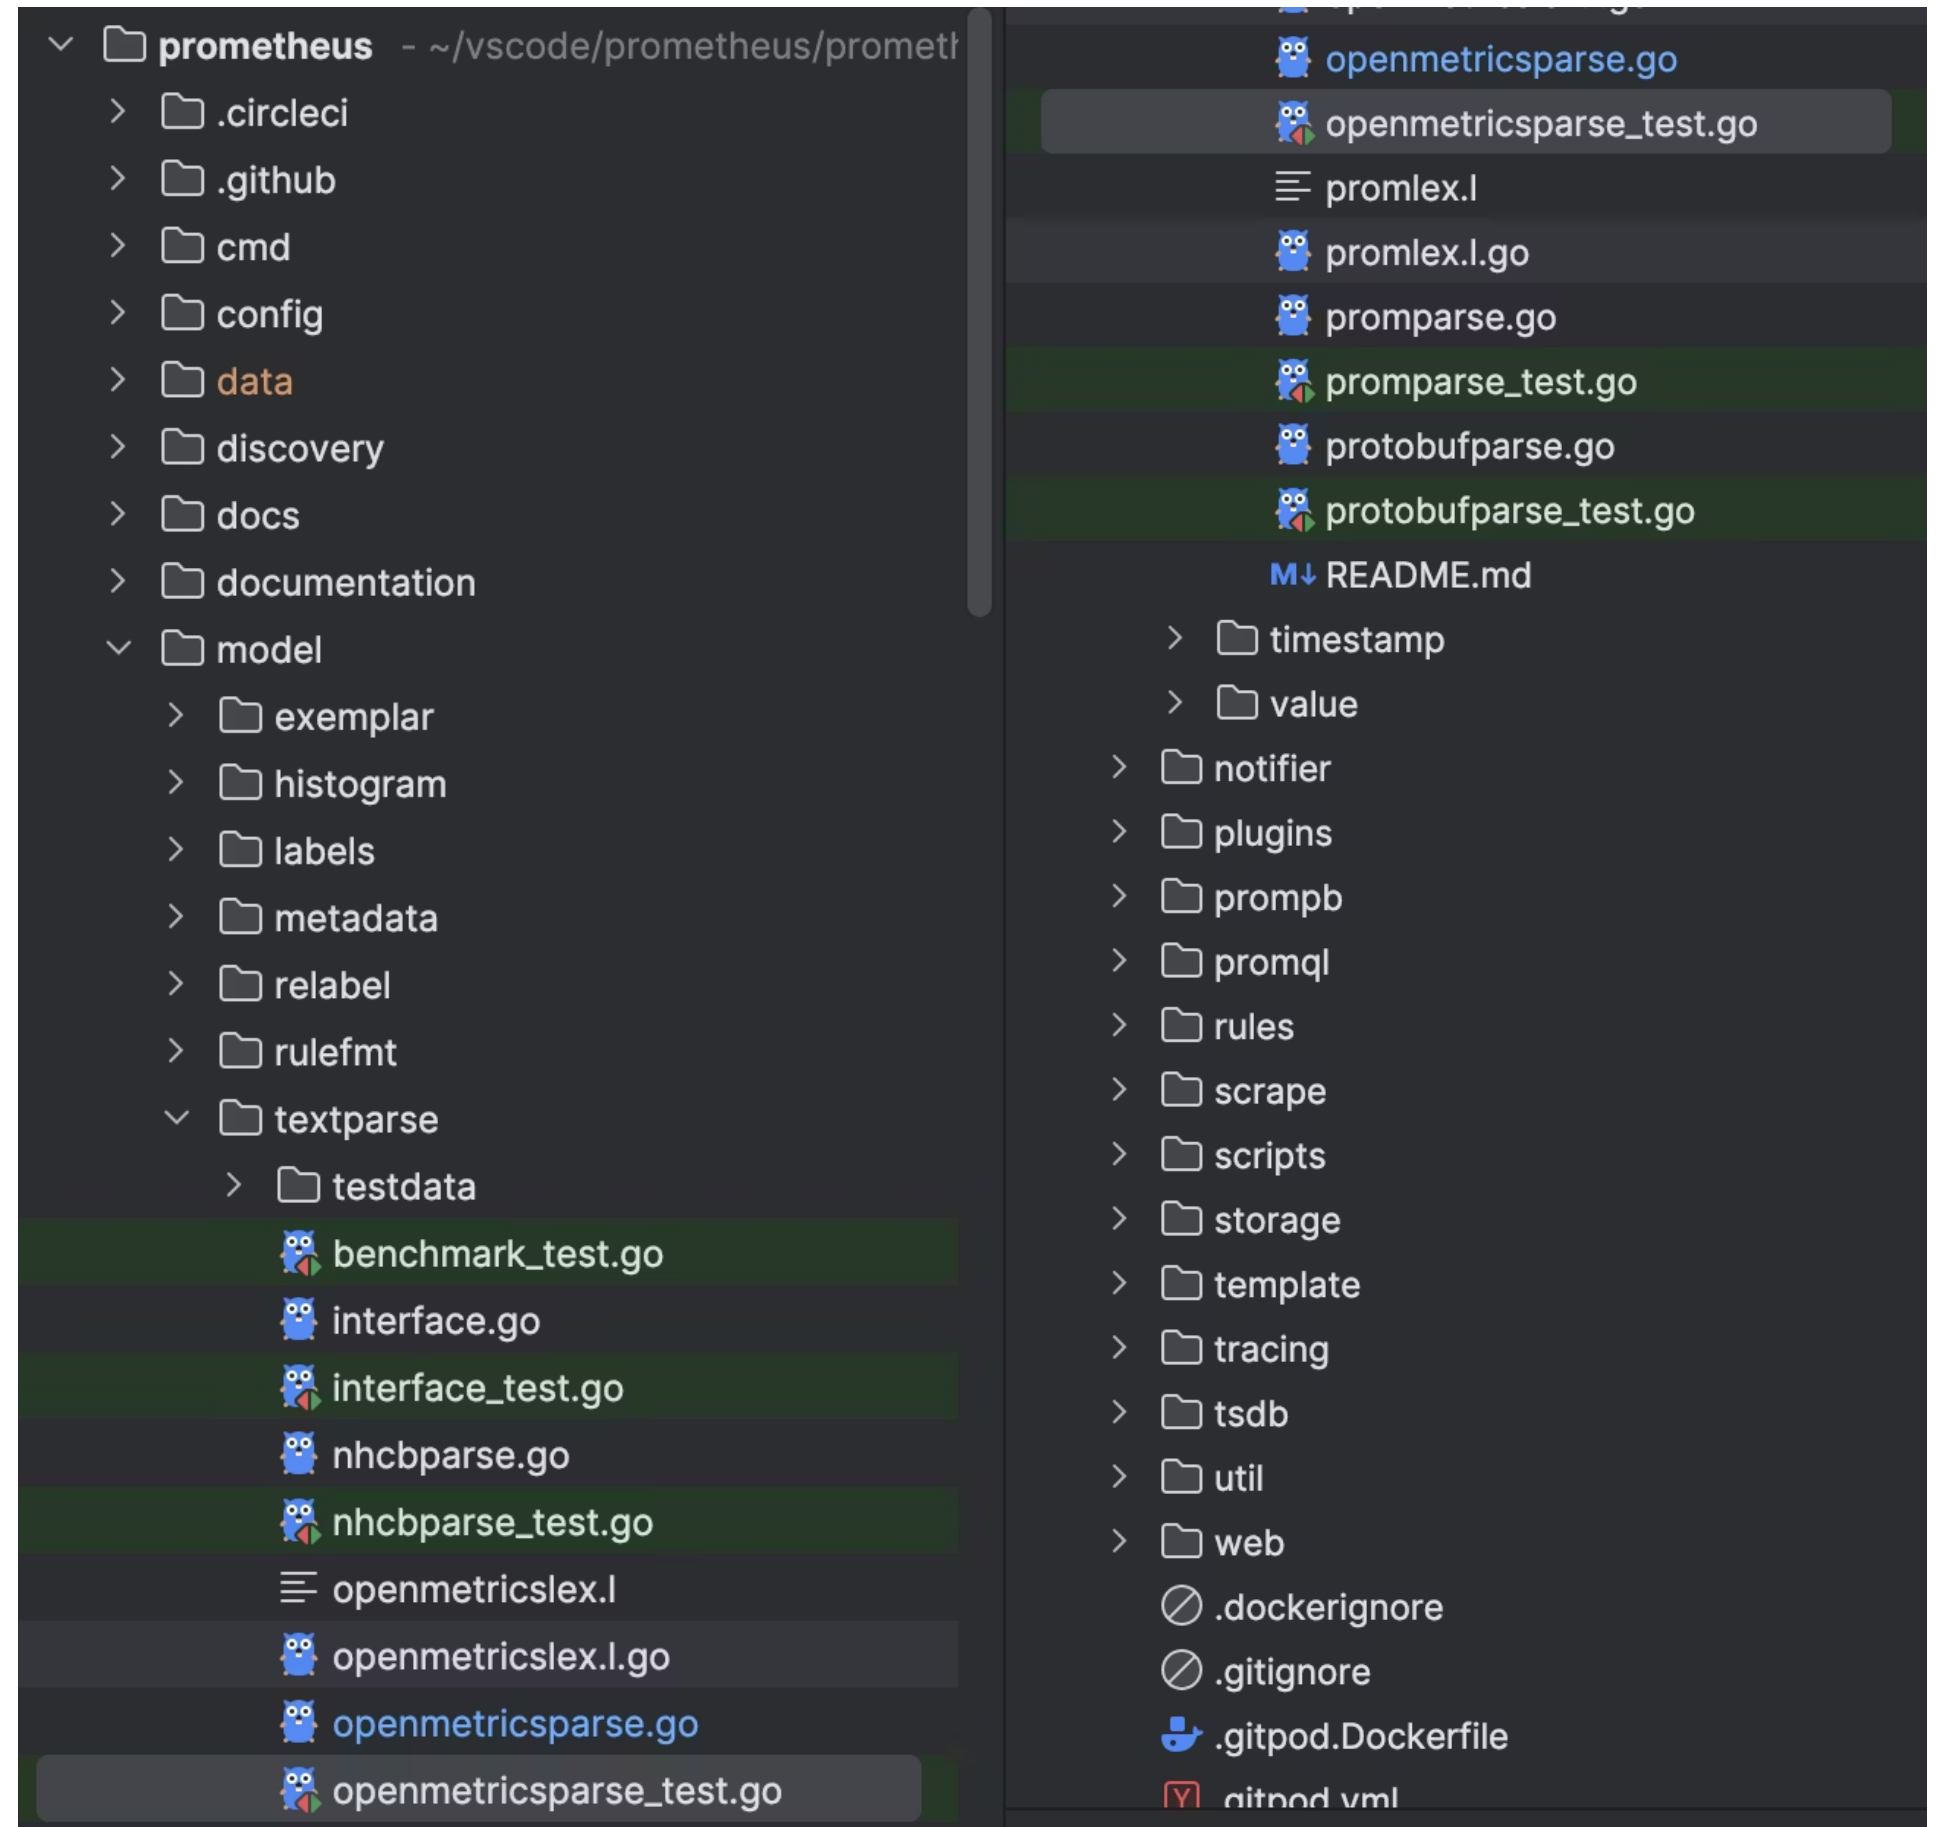 prometheus - ~/vscode/prometheus/promet
.circleci
.github
cmd
config
data
discovery
docs
documentation
model
exemplar
histogram
labels
metadata
relabel
rulefmt
textparse
testdata
benchmark_test.go
interface.go
interface_test.go
nhcbparse.go
nhcbparse_test.go
openmetricslex.l
openmetricslex.l.go
openmetricsparse.go
openmetricsparse_test.go
openmetricsparse.go
openmetricsparse_test.go
promlex.l
promlex.l.go
promparse.go
promparse_test.go
protobufparse.go
protobufparse_test.go
M↓ README.md
timestamp
value
notifier
plugins
prompb
promql
rules
scrape
scripts
storage
template
tracing
tsdb
util
web
.dockerignore
.gitignore
.gitpod.Dockerfile
Y .gitpod.yml